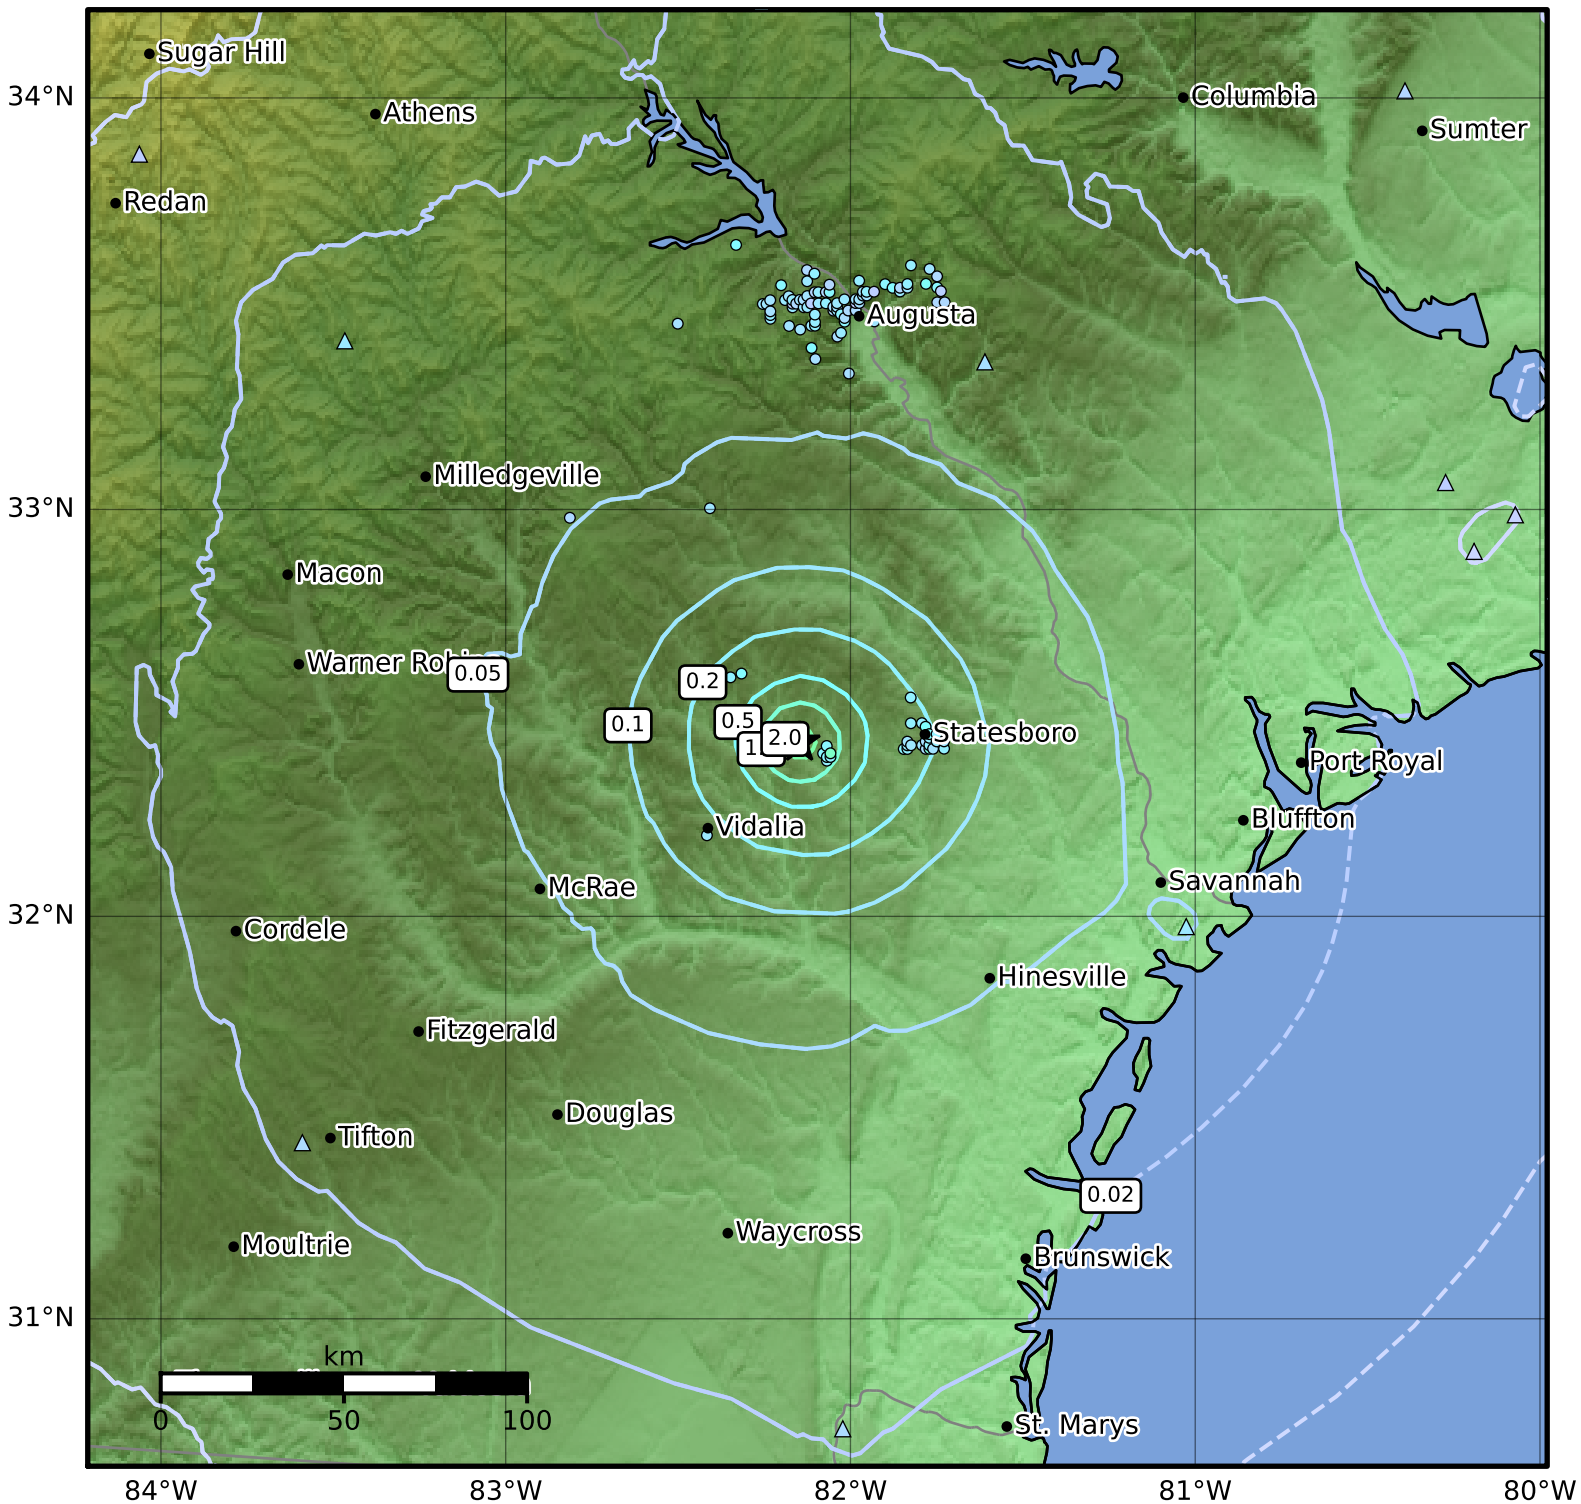 Sugar Hill
34°N
Columbia
Athens
Sumter
Redan
Augusta
Milledgeville
33°N
Macon
Warner
0.05
0.2
0.1
0.5
2.0
Statesboro
Port Royal
Bluffton
Vidalia
McRae
Savannah
32°N
Cordele
Hinesville
Fitzgerald
Douglas
Tifton
0.02
Waycross
Moultrie
Brunswick
31°N
km
0 50 100
St. Marys
84°W 83°W 82°W 81°W 80°W